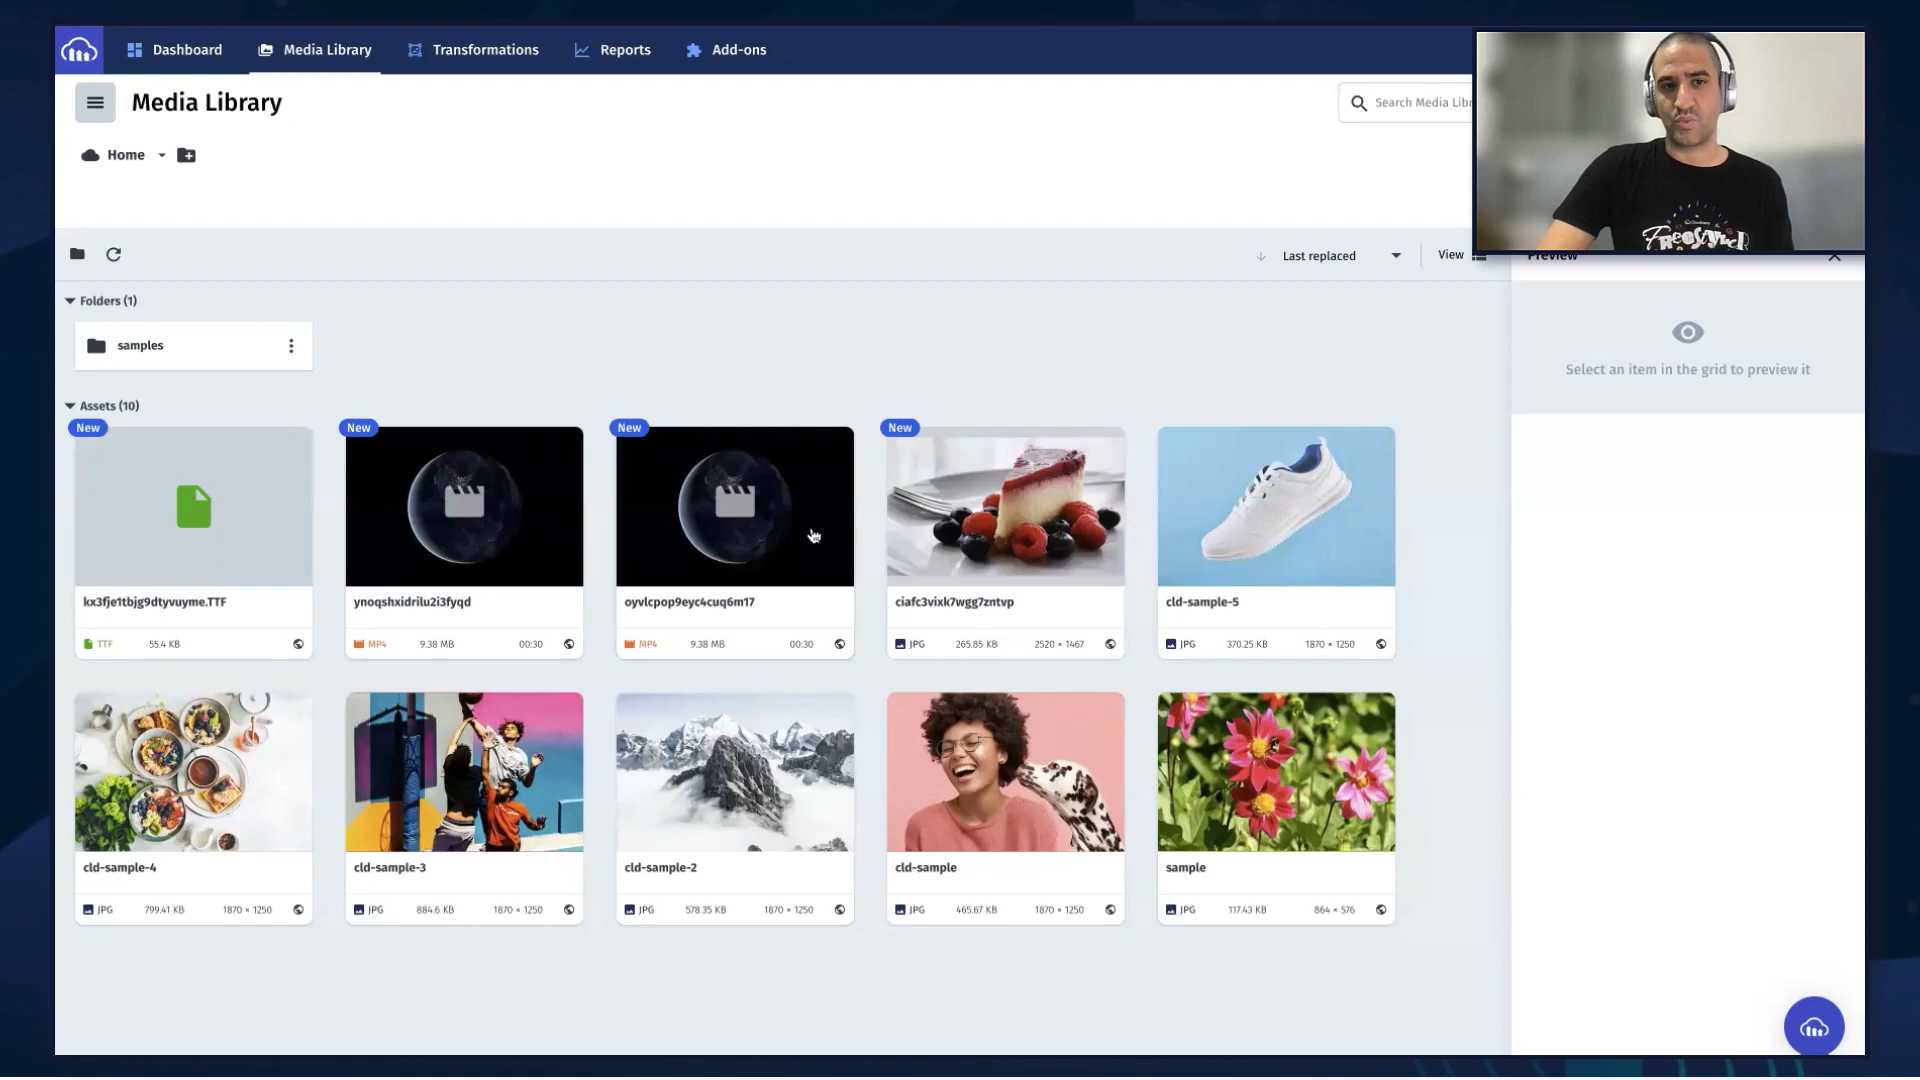 Dashboard
Media Library
Transformations
Reports
Add-ons
Media Library
Search Media Libr
Home
Last replaced
View
Preview
Folders (1)
samples
Select an item in the grid to preview it
Assets (10)
New
New
New
New
kx3fje1tbjg9dtyvuyme.TTF
ynoqshxidrilu2i3fyqd
oyvlcpop9eyc4cuq6m17
ciafc3vixk7wgg7zntvp
cld-sample-5
TTF 55.4 KB
MP4 9.38 MB 00:30
MP4 9.38 MB 00:30
JPG 265.85 KB 2520 × 1467
JPG 370.25 KB 1870 × 1250
cld-sample-4
cld-sample-3
cld-sample-2
cld-sample
sample
JPG 799.41 KB 1870 × 1250
JPG 884.6 KB 1870 × 1250
JPG 578.35 KB 1870 × 1250
JPG 465.67 KB 1870 × 1250
JPG 117.43 KB 864 × 576